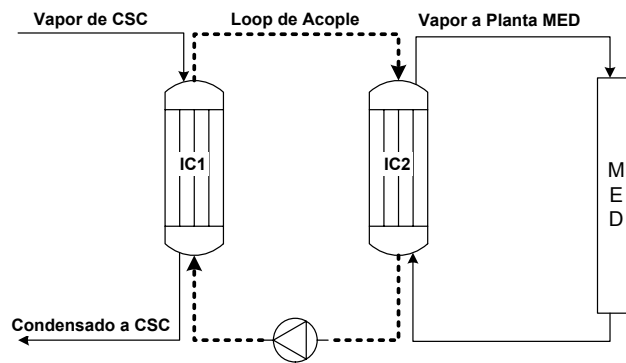 Vapor de CSC
Loop de Acople
Vapor a Planta MED
IC1
IC2
M
E
D
Condensado a CSC